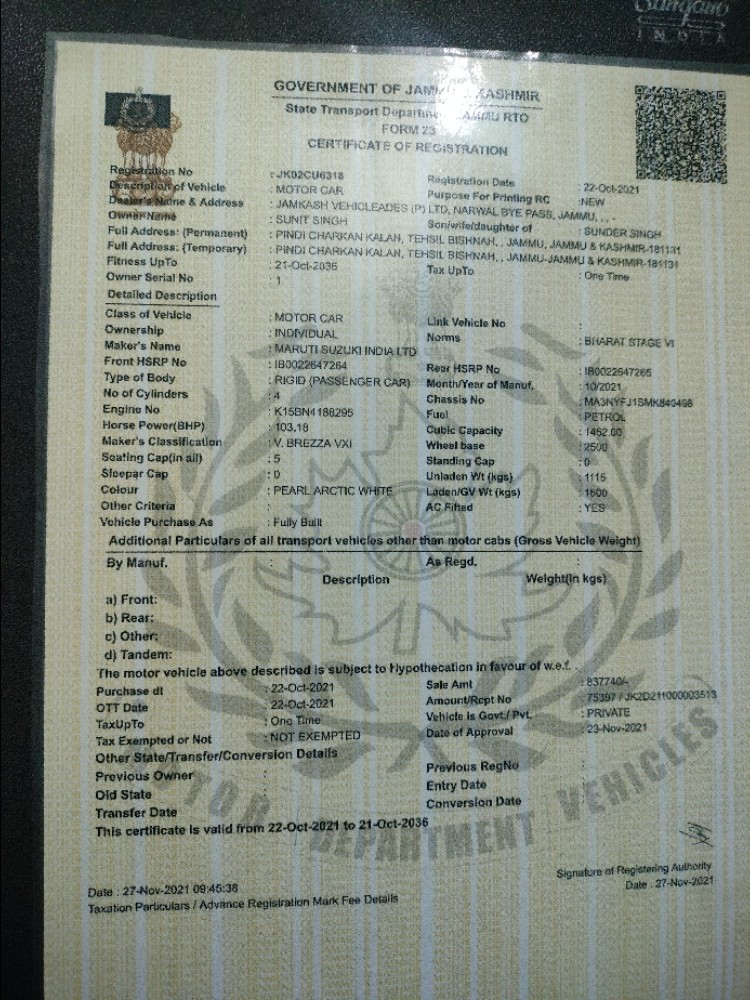 Sangam
INDIA
GOVERNMENT OF JAMMU & KASHMIR
State Transport Department, JAMMU RTO
FORM 23
CERTIFICATE OF REGISTRATION
Registration No : JK02CU6318 Registration Date : 22-Oct-2021
Description of Vehicle : MOTOR CAR Purpose For Printing RC :NEW
Dealer's Name & Address : JAMKASH VEHICLEADES (P) LTD, NARWAL BYE PASS, JAMMU, , , -
Owner Name : SUNIT SINGH Son/wife/daughter of : SUNDER SINGH
Full Address: (Permanent) : PINDI CHARKAN KALAN, TEHSIL BISHNAH, , JAMMU, JAMMU & KASHMIR-181131
Full Address: (Temporary) : PINDI CHARKAN KALAN, TEHSIL BISHNAH, , JAMMU-JAMMU & KASHMIR-181131
Fitness UpTo : 21-Oct-2036 Tax UpTo : One Time
Owner Serial No : 1
Detailed Description
Class of Vehicle : MOTOR CAR Link Vehicle No :
Ownership : INDIVIDUAL Norms : BHARAT STAGE VI
Maker's Name : MARUTI SUZUKI INDIA LTD
Front HSRP No : IB0022647264 Rear HSRP No : IB0022647265
Type of Body : RIGID (PASSENGER CAR) Month/Year of Manuf. : 10/2021
No of Cylinders : 4 Chassis No : MA3NYFJ1SMK840498
Engine No : K15BN4188295 Fuel : PETROL
Horse Power(BHP) : 103.18 Cubic Capacity : 1462.00
Maker's Classification : V. BREZZA VXI Wheel base : 2500
Seating Cap(in all) : 5 Standing Cap : 0
Sleepar Cap : 0 Unladen Wt (kgs) : 1115
Colour : PEARL ARCTIC WHITE Laden/GV Wt (kgs) : 1600
Other Criteria : AC Fitted : YES
Vehicle Purchase As : Fully Built
Additional Particulars of all transport vehicles other than motor cabs (Gross Vehicle Weight)
By Manuf. : As Regd. :
Description Weight(in kgs)
a) Front:
b) Rear:
c) Other:
d) Tandem:
The motor vehicle above described is subject to Hypothecation in favour of w.e.f. .
Purchase dt : 22-Oct-2021 Sale Amt : 837740/-
OTT Date : 22-Oct-2021 Amount/Rcpt No : 75397 / JK2D211000003513
TaxUpTo : One Time Vehicle is Govt./ Pvt. : PRIVATE
Tax Exempted or Not : NOT EXEMPTED Date of Approval : 23-Nov-2021
Other State/Transfer/Conversion Details
Previous Owner : Previous RegNo :
Old State : Entry Date :
Transfer Date : Conversion Date :
This certificate is valid from 22-Oct-2021 to 21-Oct-2036
MOTOR VEHICLES DEPARTMENT
Signature of Registering Authority
Date : 27-Nov-2021 09:45:38 Date : 27-Nov-2021
Taxation Particulars / Advance Registration Mark Fee Details